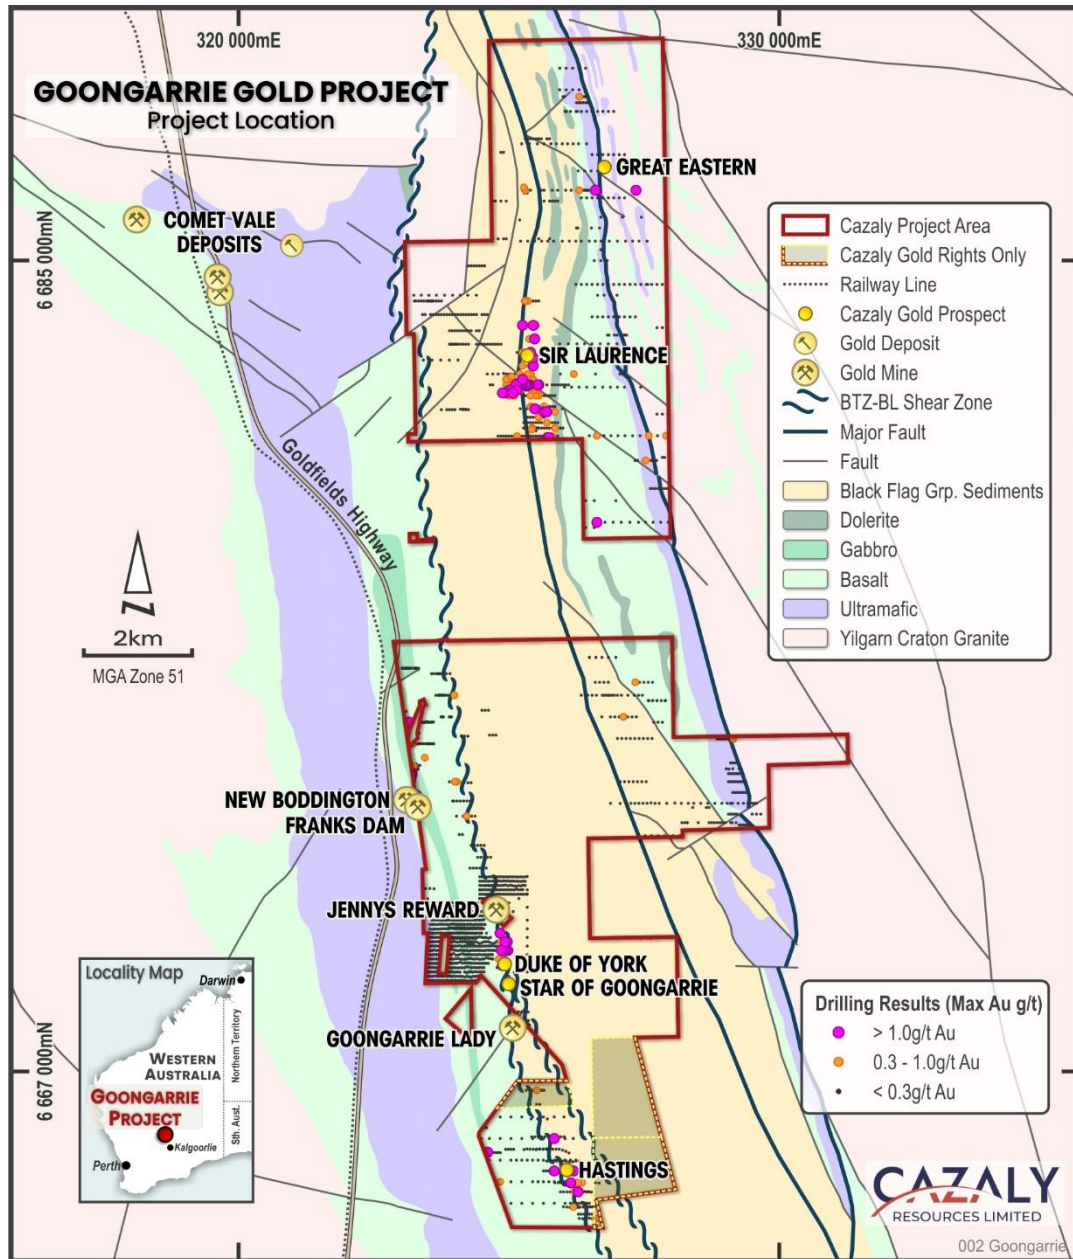 320 000mE
330 000mE
GOONGARRIE GOLD PROJECT
Project Location
GREAT EASTERN
COMET VALE
DEPOSITS
6 685 000mN
SIR LAURENCE
Cazaly Project Area
Cazaly Gold Rights Only
Railway Line
Cazaly Gold Prospect
Gold Deposit
Gold Mine
BTZ-BL Shear Zone
Major Fault
Fault
Black Flag Grp. Sediments
Dolerite
Gabbro
Basalt
Ultramafic
Yilgarn Craton Granite
Goldfields Highway
N
2km
MGA Zone 51
NEW BODDINGTON
FRANKS DAM
JENNYS REWARD
DUKE OF YORK
STAR OF GOONGARRIE
GOONGARRIE LADY
HASTINGS
6 667 000mN
Locality Map
Darwin
WESTERN
AUSTRALIA
Northern Territory
GOONGARRIE
PROJECT
Sth. Aust.
Kalgoorlie
Perth
Drilling Results (Max Au g/t)
> 1.0g/t Au
0.3 - 1.0g/t Au
< 0.3g/t Au
CAZALY
RESOURCES LIMITED
002 Goongarrie